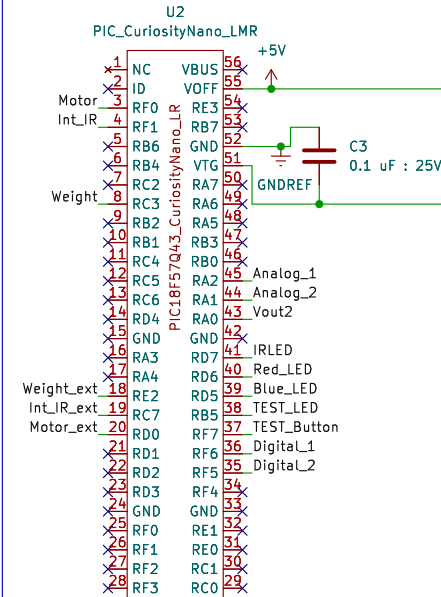 U2
PIC_CuriosityNano_LMR
+5V
1 NC VBUS 56
2 ID VOFF 55
Motor 3 RF0 RE3 54
Int_IR 4 RF1 RB7 53
5 RB6 GND 52
6 RB4 VTG 51
7 RC2 RA7 50 GNDREF
Weight 8 RC3 RA6 49
9 RB2 RA5 48
10 RB1 RB3 47
11 RC4 RB0 46
12 RC5 RA2 45 Analog_1
13 RC6 RA1 44 Analog_2
14 RD4 RA0 43 Vout2
15 GND GND 42
16 RA3 RD7 41 IRLED
17 RA4 RD6 40 Red_LED
Weight_ext 18 RE2 RD5 39 Blue_LED
Int_IR_ext 19 RC7 RB5 38 TEST_LED
Motor_ext 20 RD0 RF7 37 TEST_Button
21 RD1 RF6 36 Digital_1
22 RD2 RF5 35 Digital_2
23 RD3 RF4 34
24 GND GND 33
25 RF0 RE1 32
26 RF1 RE0 31
27 RF2 RC1 30
28 RF3 RC0 29
PIC18F57Q43_CuriosityNano_LR
C3
0.1 uF : 25V